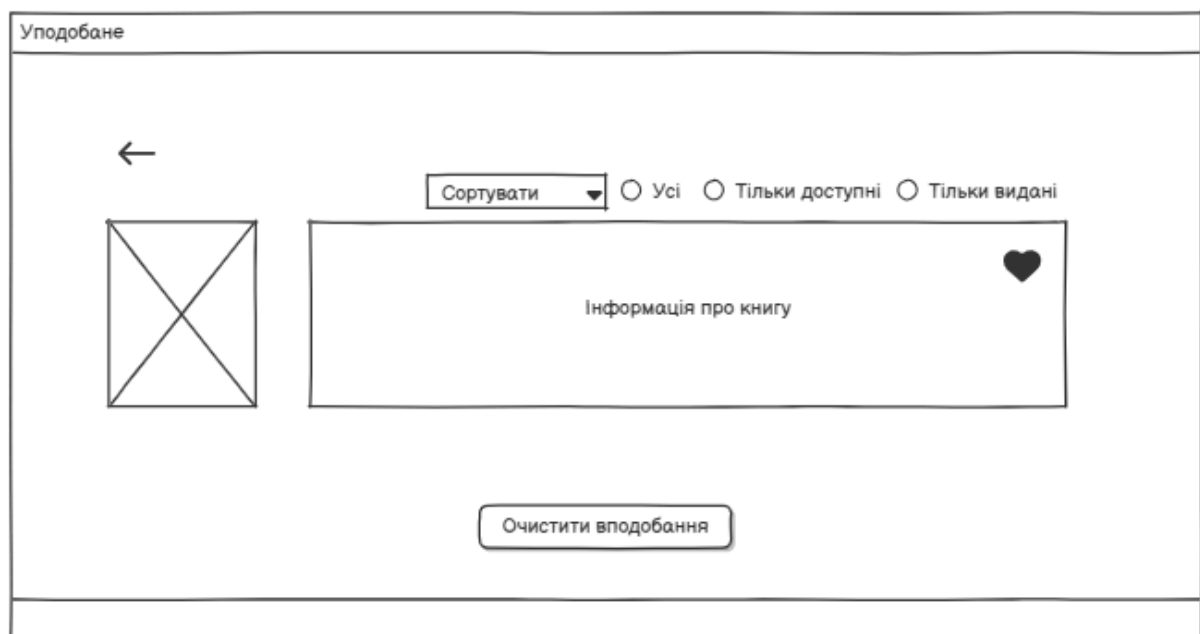 Уподобане
Сортувати Усі Тільки доступні Тільки видані
Інформація про книгу
Очистити вподобання